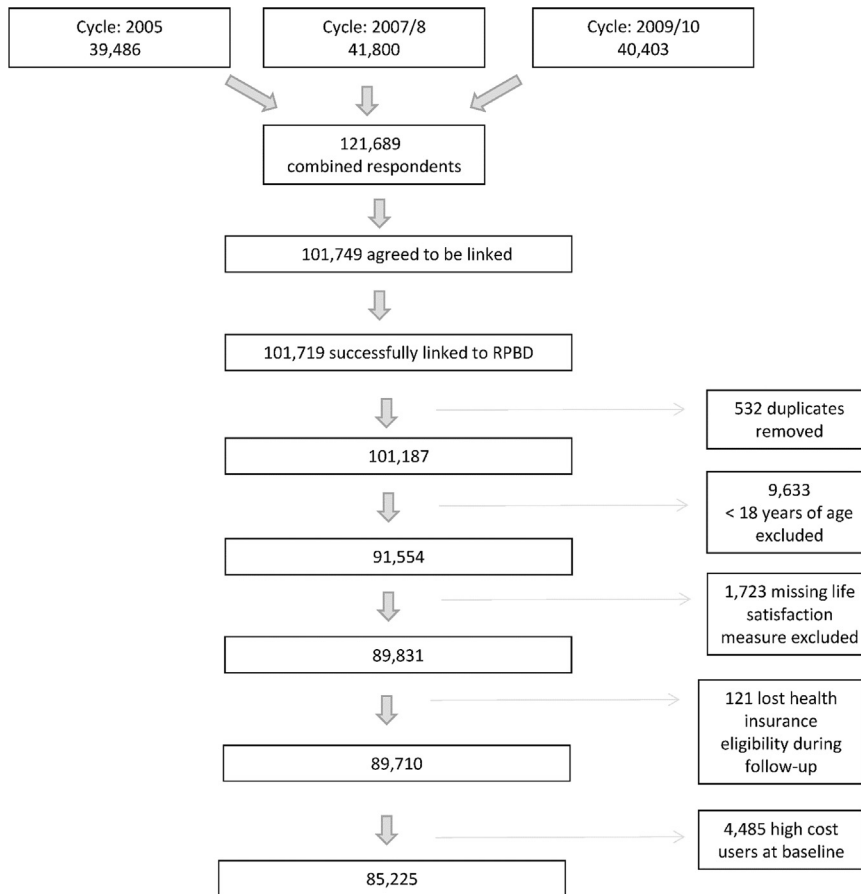 Cycle: 2005
39,486
Cycle: 2007/8
41,800
Cycle: 2009/10
40,403
121,689
combined respondents
101,749 agreed to be linked
101,719 successfully linked to RPBD
532 duplicates
removed
101,187
9,633
< 18 years of age
excluded
91,554
1,723 missing life
satisfaction
measure excluded
89,831
121 lost health
insurance
eligibility during
follow-up
89,710
4,485 high cost
users at baseline
85,225